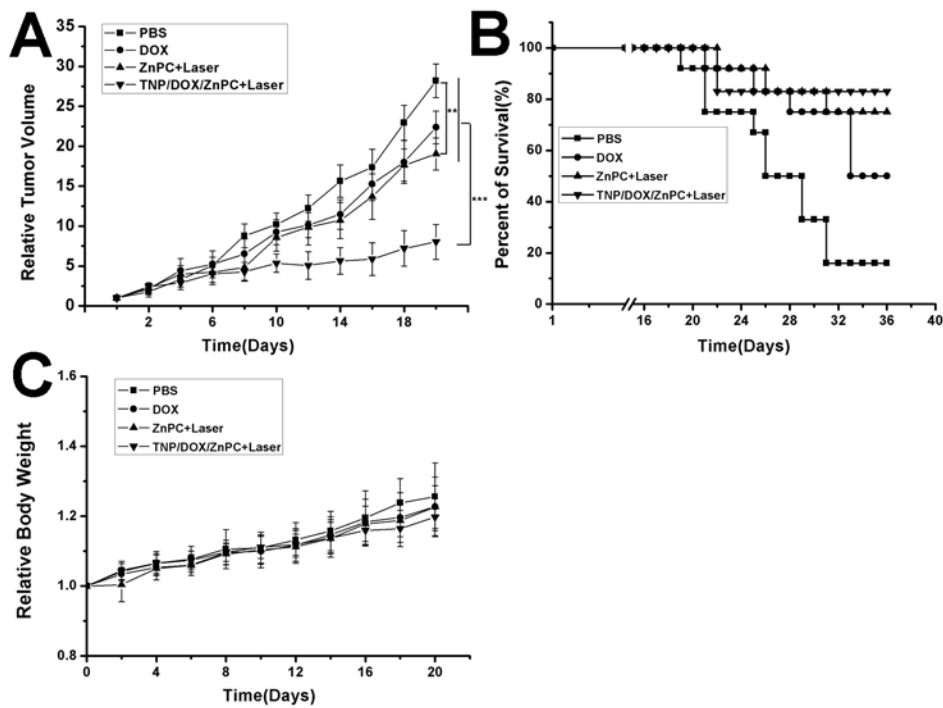 A
PBS
DOX
ZnPC+Laser
TNP/DOX/ZnPC+Laser
**
***
Relative Tumor Volume
35
30
25
20
15
10
5
0
2 6 10 14 18
Time(Days)
B
PBS
DOX
ZnPC+Laser
TNP/DOX/ZnPC+Laser
Percent of Survival(%)
100
80
60
40
20
0
1 16 20 24 28 32 36 40
Time(Days)
C
PBS
DOX
ZnPC+Laser
TNP/DOX/ZnPC+Laser
Relative Body Weight
1.6
1.4
1.2
1.0
0.8
0 4 8 12 16 20
Time(Days)